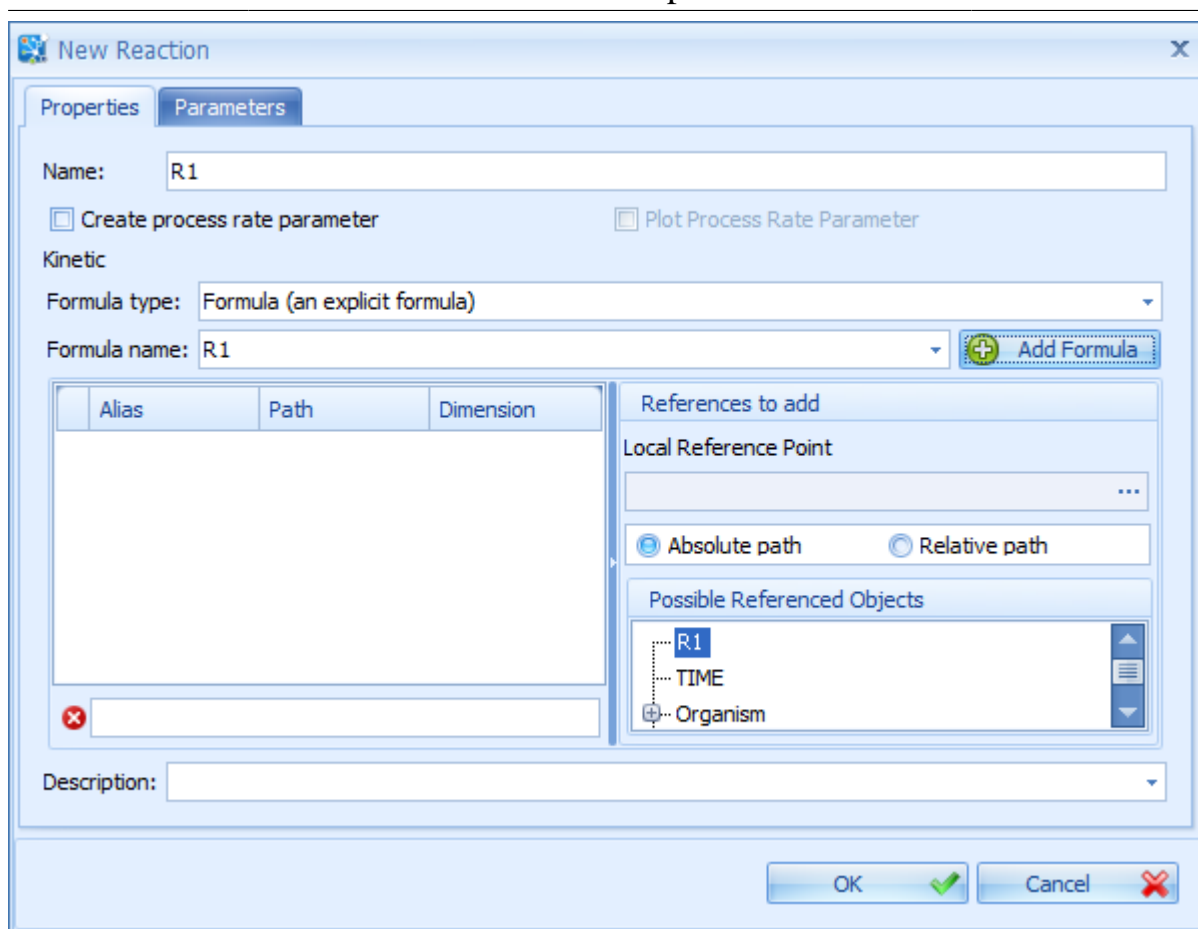 New Reaction
Properties Parameters
Name: R1
Create process rate parameter Plot Process Rate Parameter
Kinetic
Formula type: Formula (an explicit formula)
Formula name: R1 Add Formula
Alias Path Dimension
References to add
Local Reference Point
...
Absolute path Relative path
Possible Referenced Objects
R1
TIME
Organism
Description:
OK Cancel